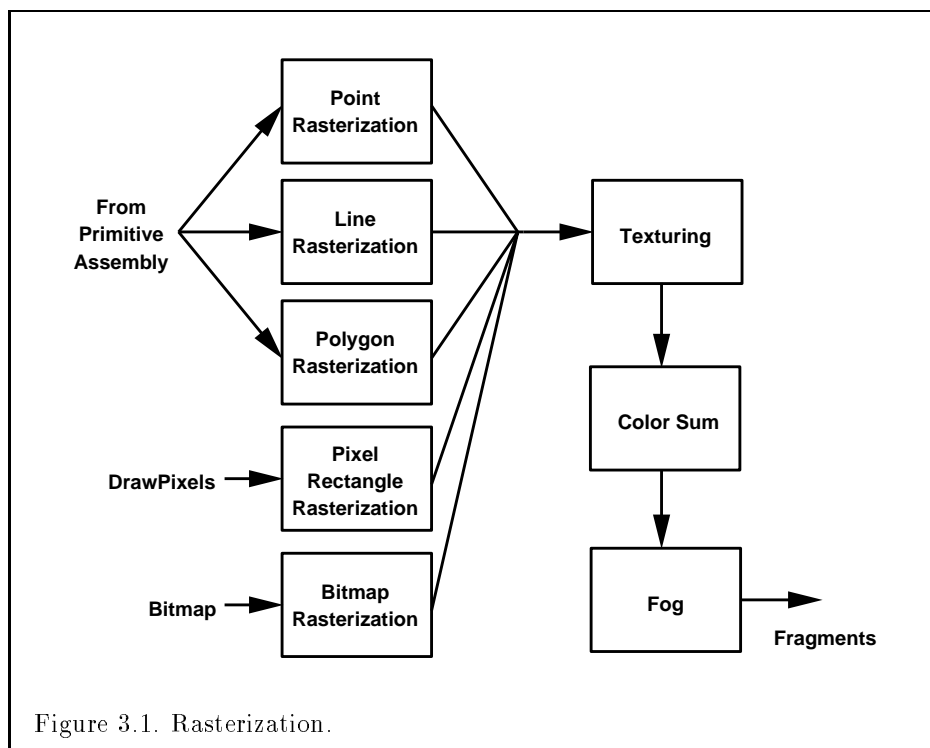 Point
Rasterization
From
Primitive
Assembly
Line
Rasterization
Texturing
Polygon
Rasterization
Color Sum
DrawPixels
Pixel
Rectangle
Rasterization
Bitmap
Bitmap
Rasterization
Fog
Fragments
Figure 3.1. Rasterization.